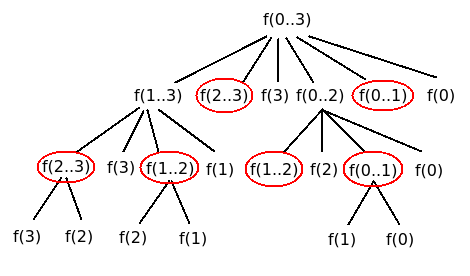 f(0..3)
f(1..3) f(2..3) f(3) f(0..2) f(0..1) f(0)
f(2..3) f(3) f(1..2) f(1) f(1..2) f(2) f(0..1) f(0)
f(3) f(2) f(2) f(1) f(1) f(0)